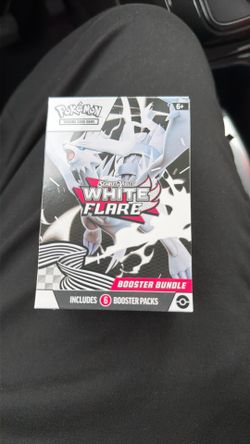 POKÉMON
TRADING CARD GAME
6+
SCARLET & VIOLET
WHITE
FLARE
BOOSTER BUNDLE
INCLUDES 6 BOOSTER PACKS